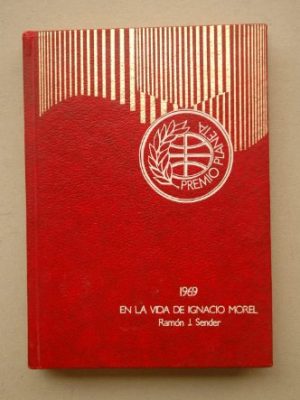 PREMIO PLANETA
1969
EN LA VIDA DE IGNACIO MOREL
Ramón J. Sender